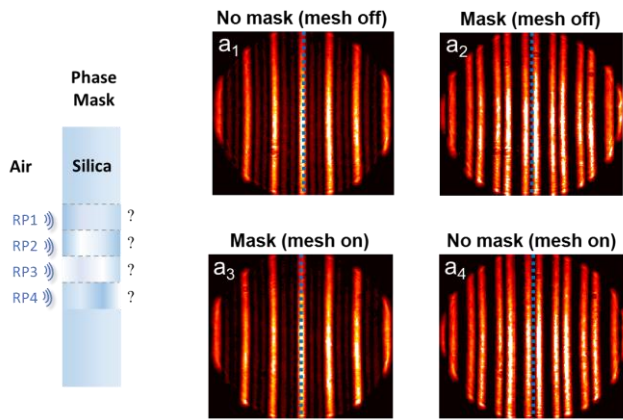 Phase
Mask
Air
Silica
RP1
?
RP2
?
RP3
?
RP4
?
No mask (mesh off)
a1
Mask (mesh off)
a2
Mask (mesh on)
a3
No mask (mesh on)
a4